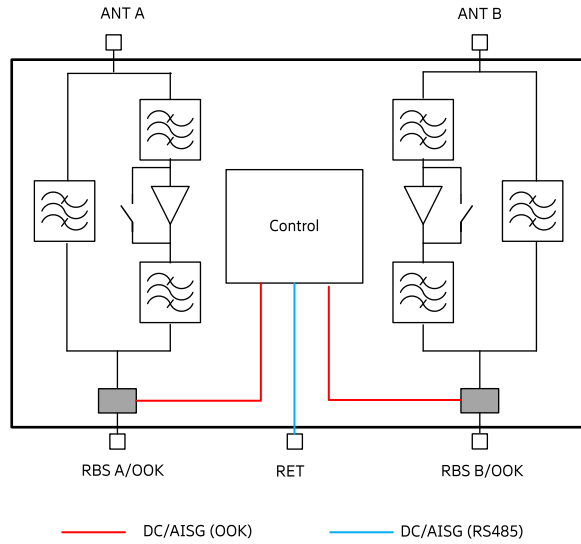 ANT A
ANT B
Control
RBS A/OOK
RET
RBS B/OOK
DC/AISG (OOK)
DC/AISG (RS485)